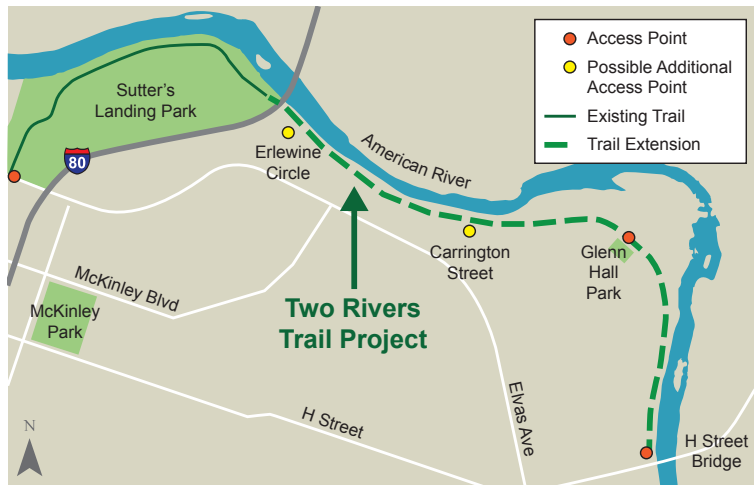 Access Point
Possible Additional
Access Point
Existing Trail
Trail Extension
Sutter's
Landing Park
80
Erlewine
Circle
American River
Carrington
Street
Glenn
Hall
Park
McKinley Blvd
McKinley
Park
Two Rivers
Trail Project
H Street
Elvas Ave
H Street
Bridge
N